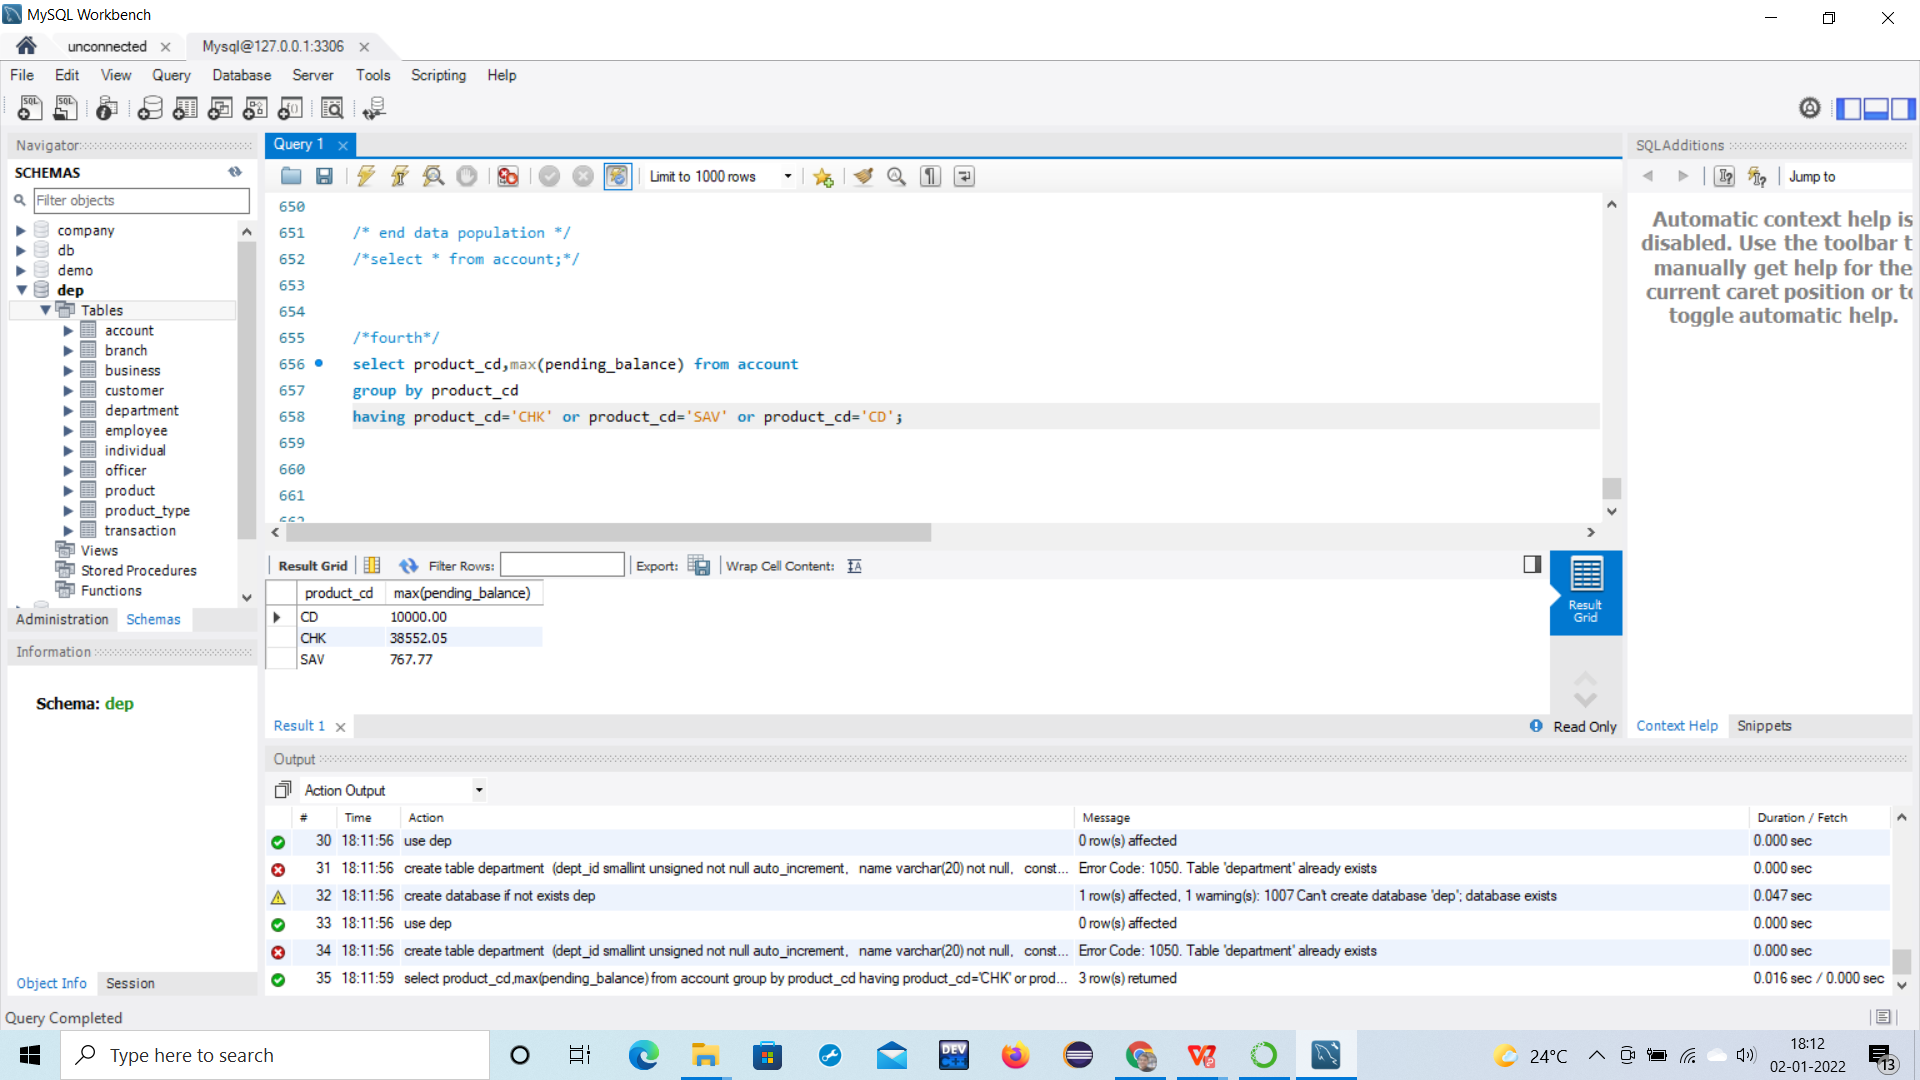 MySQL Workbench
unconnected
Mysql@127.0.0.1:3306
File Edit View Query Database Server Tools Scripting Help
Navigator
SCHEMAS
Filter objects
company
db
demo
dep
Tables
account
branch
business
customer
department
employee
individual
officer
product
product_type
transaction
Views
Stored Procedures
Functions
Administration Schemas
Information
Schema: dep
Object Info Session
Query 1
Limit to 1000 rows
650
651 /* end data population */
652 /*select * from account;*/
653
654
655 /*fourth*/
656 select product_cd,max(pending_balance) from account
657 group by product_cd
658 having product_cd='CHK' or product_cd='SAV' or product_cd='CD';
659
660
661
662
Result Grid Filter Rows: Export: Wrap Cell Content:
product_cd max(pending_balance)
CD 10000.00
CHK 38552.05
SAV 767.77
Result
Grid
Result 1
Read Only
SQLAdditions
Jump to
Automatic context help is
disabled. Use the toolbar t
manually get help for the
current caret position or to
toggle automatic help.
Context Help Snippets
Output
Action Output
# Time Action Message Duration / Fetch
30 18:11:56 use dep 0 row(s) affected 0.000 sec
31 18:11:56 create table department (dept_id smallint unsigned not null auto_increment, name varchar(20) not null, const... Error Code: 1050. Table 'department' already exists 0.000 sec
32 18:11:56 create database if not exists dep 1 row(s) affected, 1 warning(s): 1007 Can't create database 'dep'; database exists 0.047 sec
33 18:11:56 use dep 0 row(s) affected 0.000 sec
34 18:11:56 create table department (dept_id smallint unsigned not null auto_increment, name varchar(20) not null, const... Error Code: 1050. Table 'department' already exists 0.000 sec
35 18:11:59 select product_cd,max(pending_balance) from account group by product_cd having product_cd='CHK' or prod... 3 row(s) returned 0.016 sec / 0.000 sec
Query Completed
Type here to search
DEV
24°C
18:12
02-01-2022
13